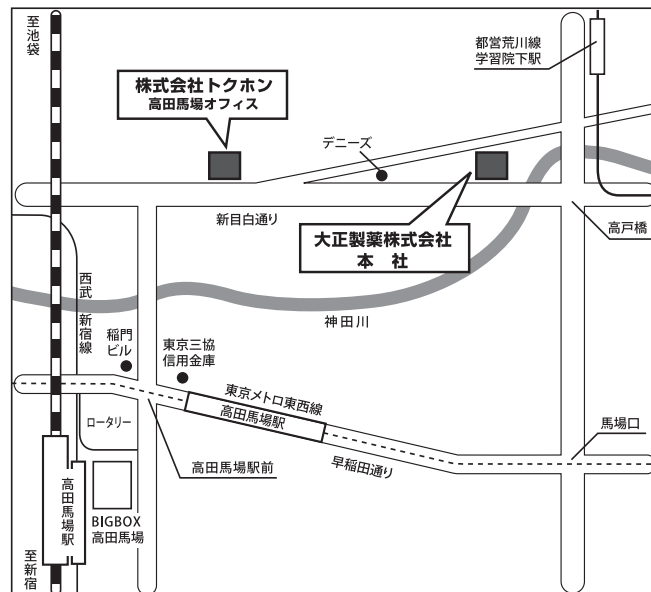 至池袋
都営荒川線
学習院下駅
株式会社トクホン
高田馬場オフィス
デニーズ
新目白通り
高戸橋
大正製薬株式会社
本 社
西武新宿線
神田川
稲門
ビル
東京三協
信用金庫
東京メトロ東西線
高田馬場駅
ロータリー
馬場口
早稲田通り
高田馬場駅前
高田馬場駅
BIGBOX
高田馬場
至新宿